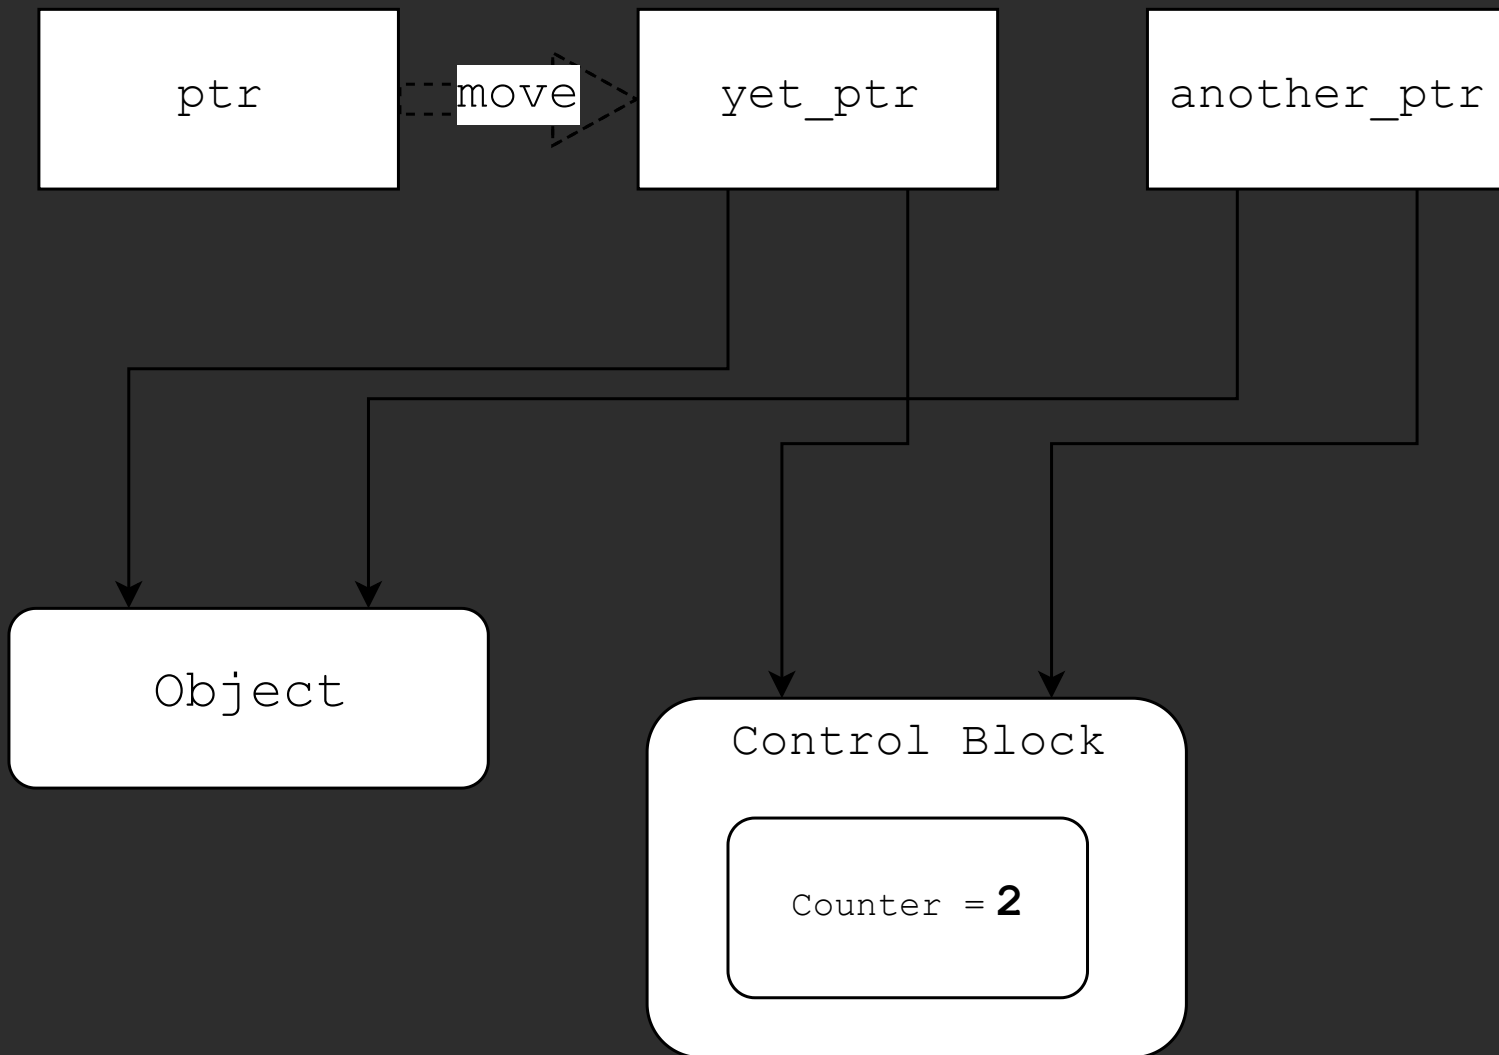 ptr
move
yet_ptr
another_ptr
Object
Control Block
Counter = 2